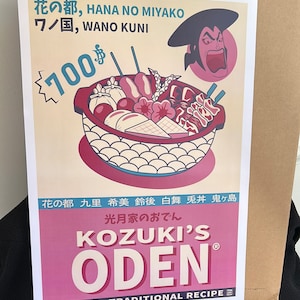 花の都, HANA NO MIYAKO
ワノ国, WANO KUNI
700
花の都 九里 希美 鈴後 白舞 兎丼 鬼ヶ島
光月家のおでん
KOZUKI'S
ODEN®
TRADITIONAL RECIPE